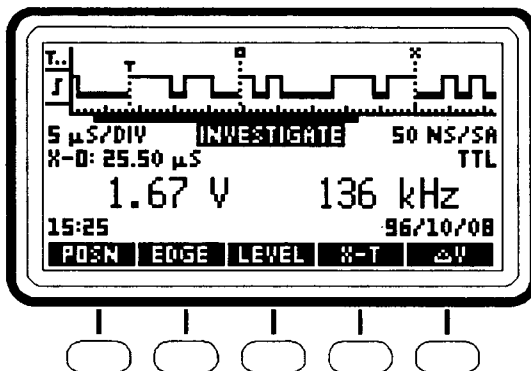 T..
T o x
5 µS/DIV INVESTIGATE 50 NS/SA
X-O: 25.50 µS TTL
1.67 V 136 kHz
15:25 96/10/08
POSN EDGE LEVEL X-T △V